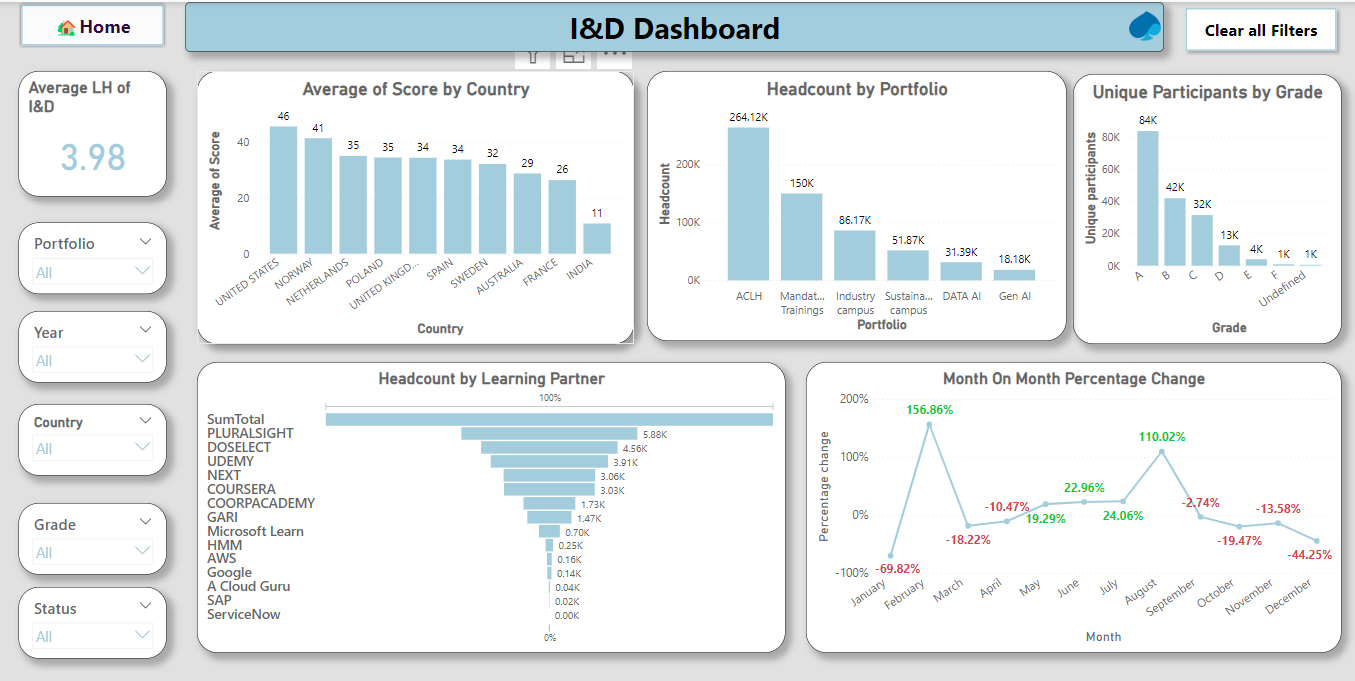 Home
I&D Dashboard
Clear all Filters
Average LH of
I&D
3.98
Portfolio
All
Year
All
Country
All
Grade
All
Status
All
Average of Score by Country
Average of Score
40
20
0
46
41
35
35
34
34
32
29
26
11
UNITED STATES
NORWAY
NETHERLANDS
POLAND
UNITED KINGD...
SPAIN
SWEDEN
AUSTRALIA
FRANCE
INDIA
Country
Headcount by Portfolio
Headcount
200K
100K
0K
264.12K
150K
86.17K
51.87K
31.39K
18.18K
ACLH
Mandat...
Trainings
Industry
campus
Sustaina...
campus
DATA AI
Gen AI
Portfolio
Unique Participants by Grade
Unique participants
80K
60K
40K
20K
0K
84K
42K
32K
13K
4K
1K
1K
A
B
C
D
E
F
Undefined
Grade
Headcount by Learning Partner
100%
SumTotal
PLURALSIGHT 5.88K
DOSELECT 4.56K
UDEMY 3.91K
NEXT 3.06K
COURSERA 3.03K
COORPACADEMY 1.73K
GARI 1.47K
Microsoft Learn 0.70K
HMM 0.25K
AWS 0.16K
Google 0.14K
A Cloud Guru 0.04K
SAP 0.02K
ServiceNow 0.00K
0%
Month On Month Percentage Change
Percentage change
200%
100%
0%
-100%
-69.82%
156.86%
-18.22%
-10.47%
19.29%
22.96%
24.06%
110.02%
-2.74%
-19.47%
-13.58%
-44.25%
January
February
March
April
May
June
July
August
September
October
November
December
Month